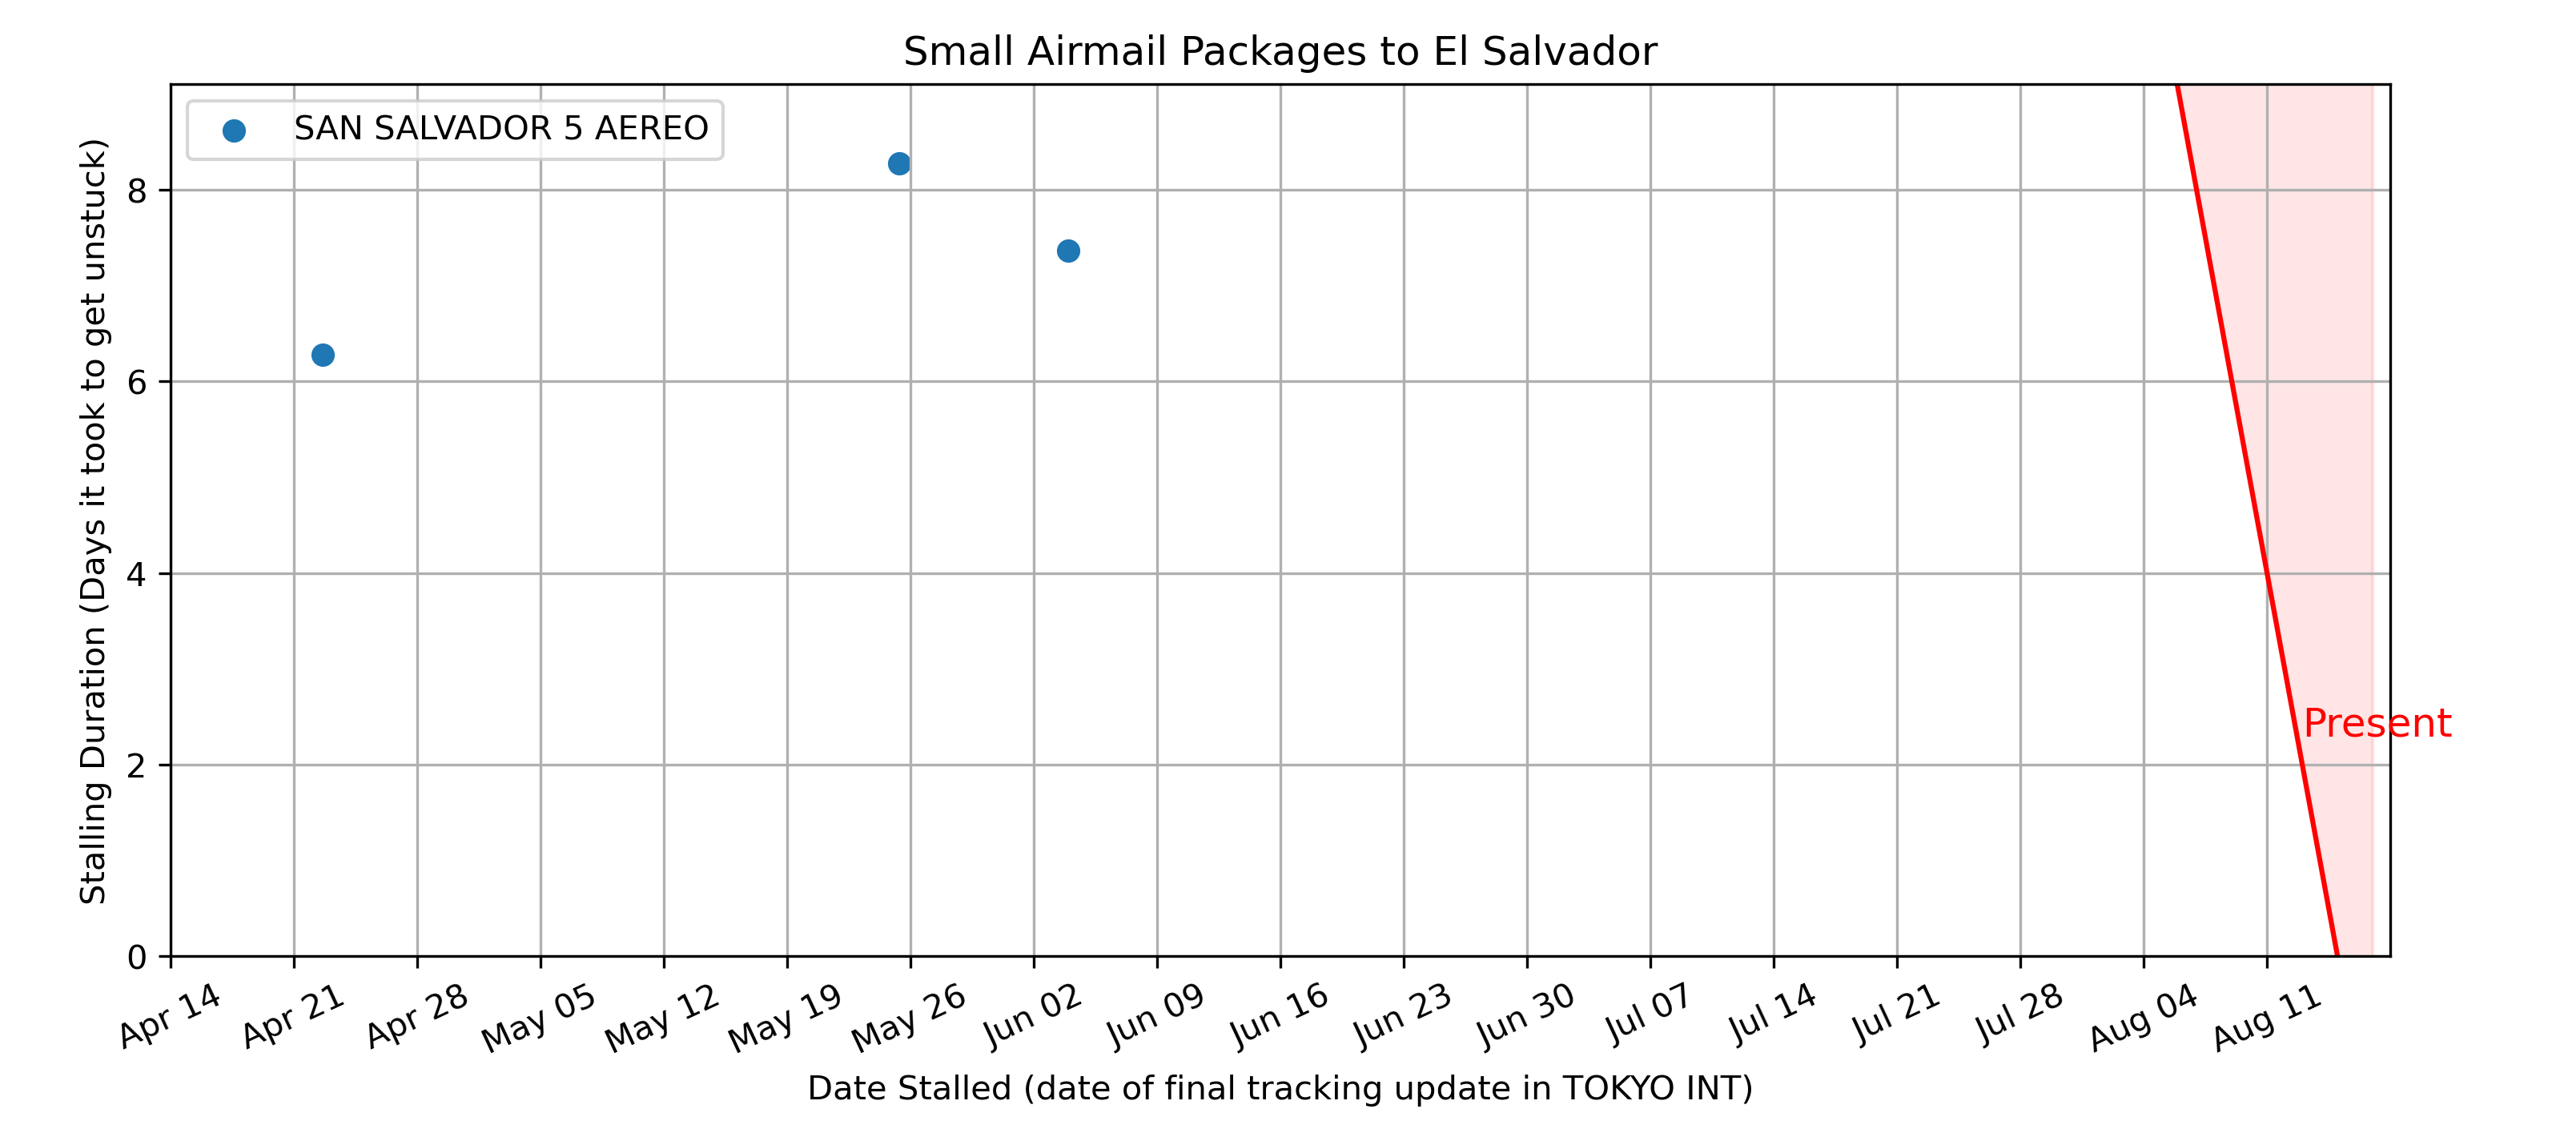 Small Airmail Packages to El Salvador
SAN SALVADOR 5 AEREO
Stalling Duration (Days it took to get unstuck)
8
6
4
2
0
Present
Apr 14
Apr 21
Apr 28
May 05
May 12
May 19
May 26
Jun 02
Jun 09
Jun 16
Jun 23
Jun 30
Jul 07
Jul 14
Jul 21
Jul 28
Aug 04
Aug 11
Date Stalled (date of final tracking update in TOKYO INT)